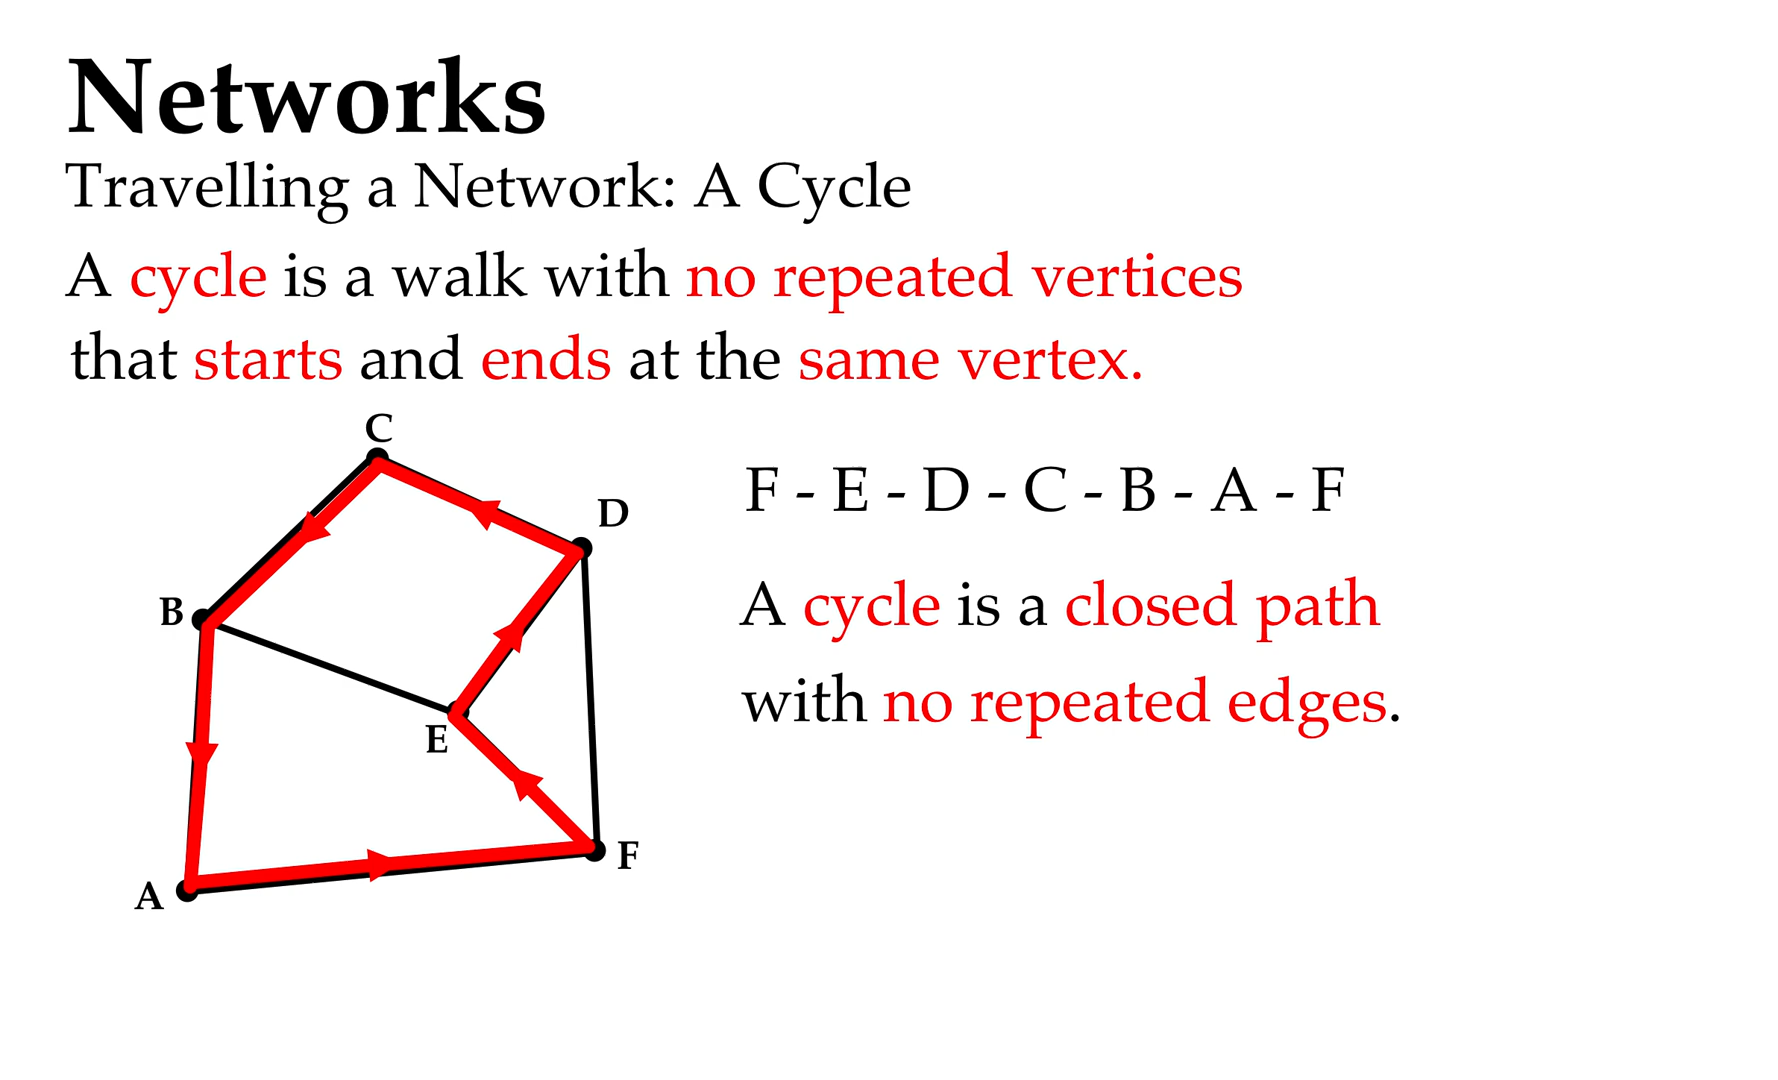 Networks
Travelling a Network: A Cycle
A cycle is a walk with no repeated vertices
that starts and ends at the same vertex.
C
D
B
E
A
F
F - E - D - C - B - A - F
A cycle is a closed path
with no repeated edges.